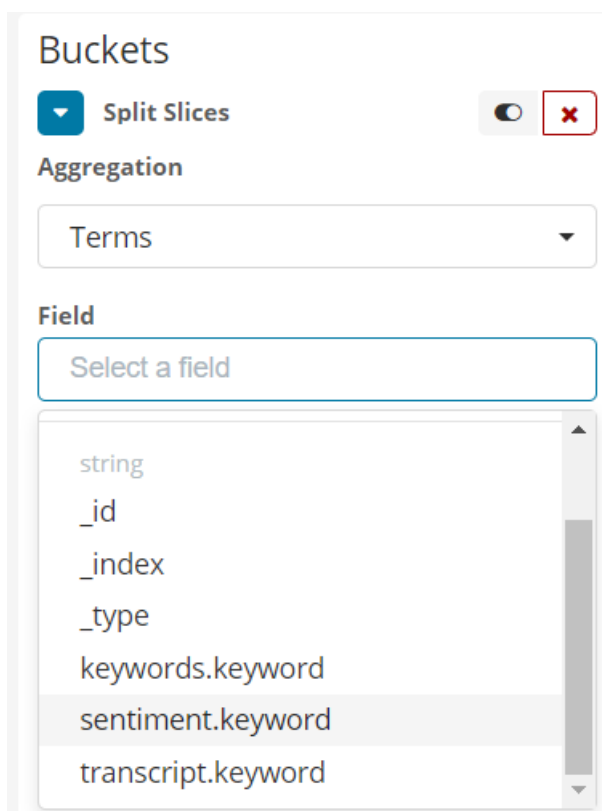 Buckets
Split Slices
Aggregation
Terms
Field
Select a field
string
_id
_index
_type
keywords.keyword
sentiment.keyword
transcript.keyword